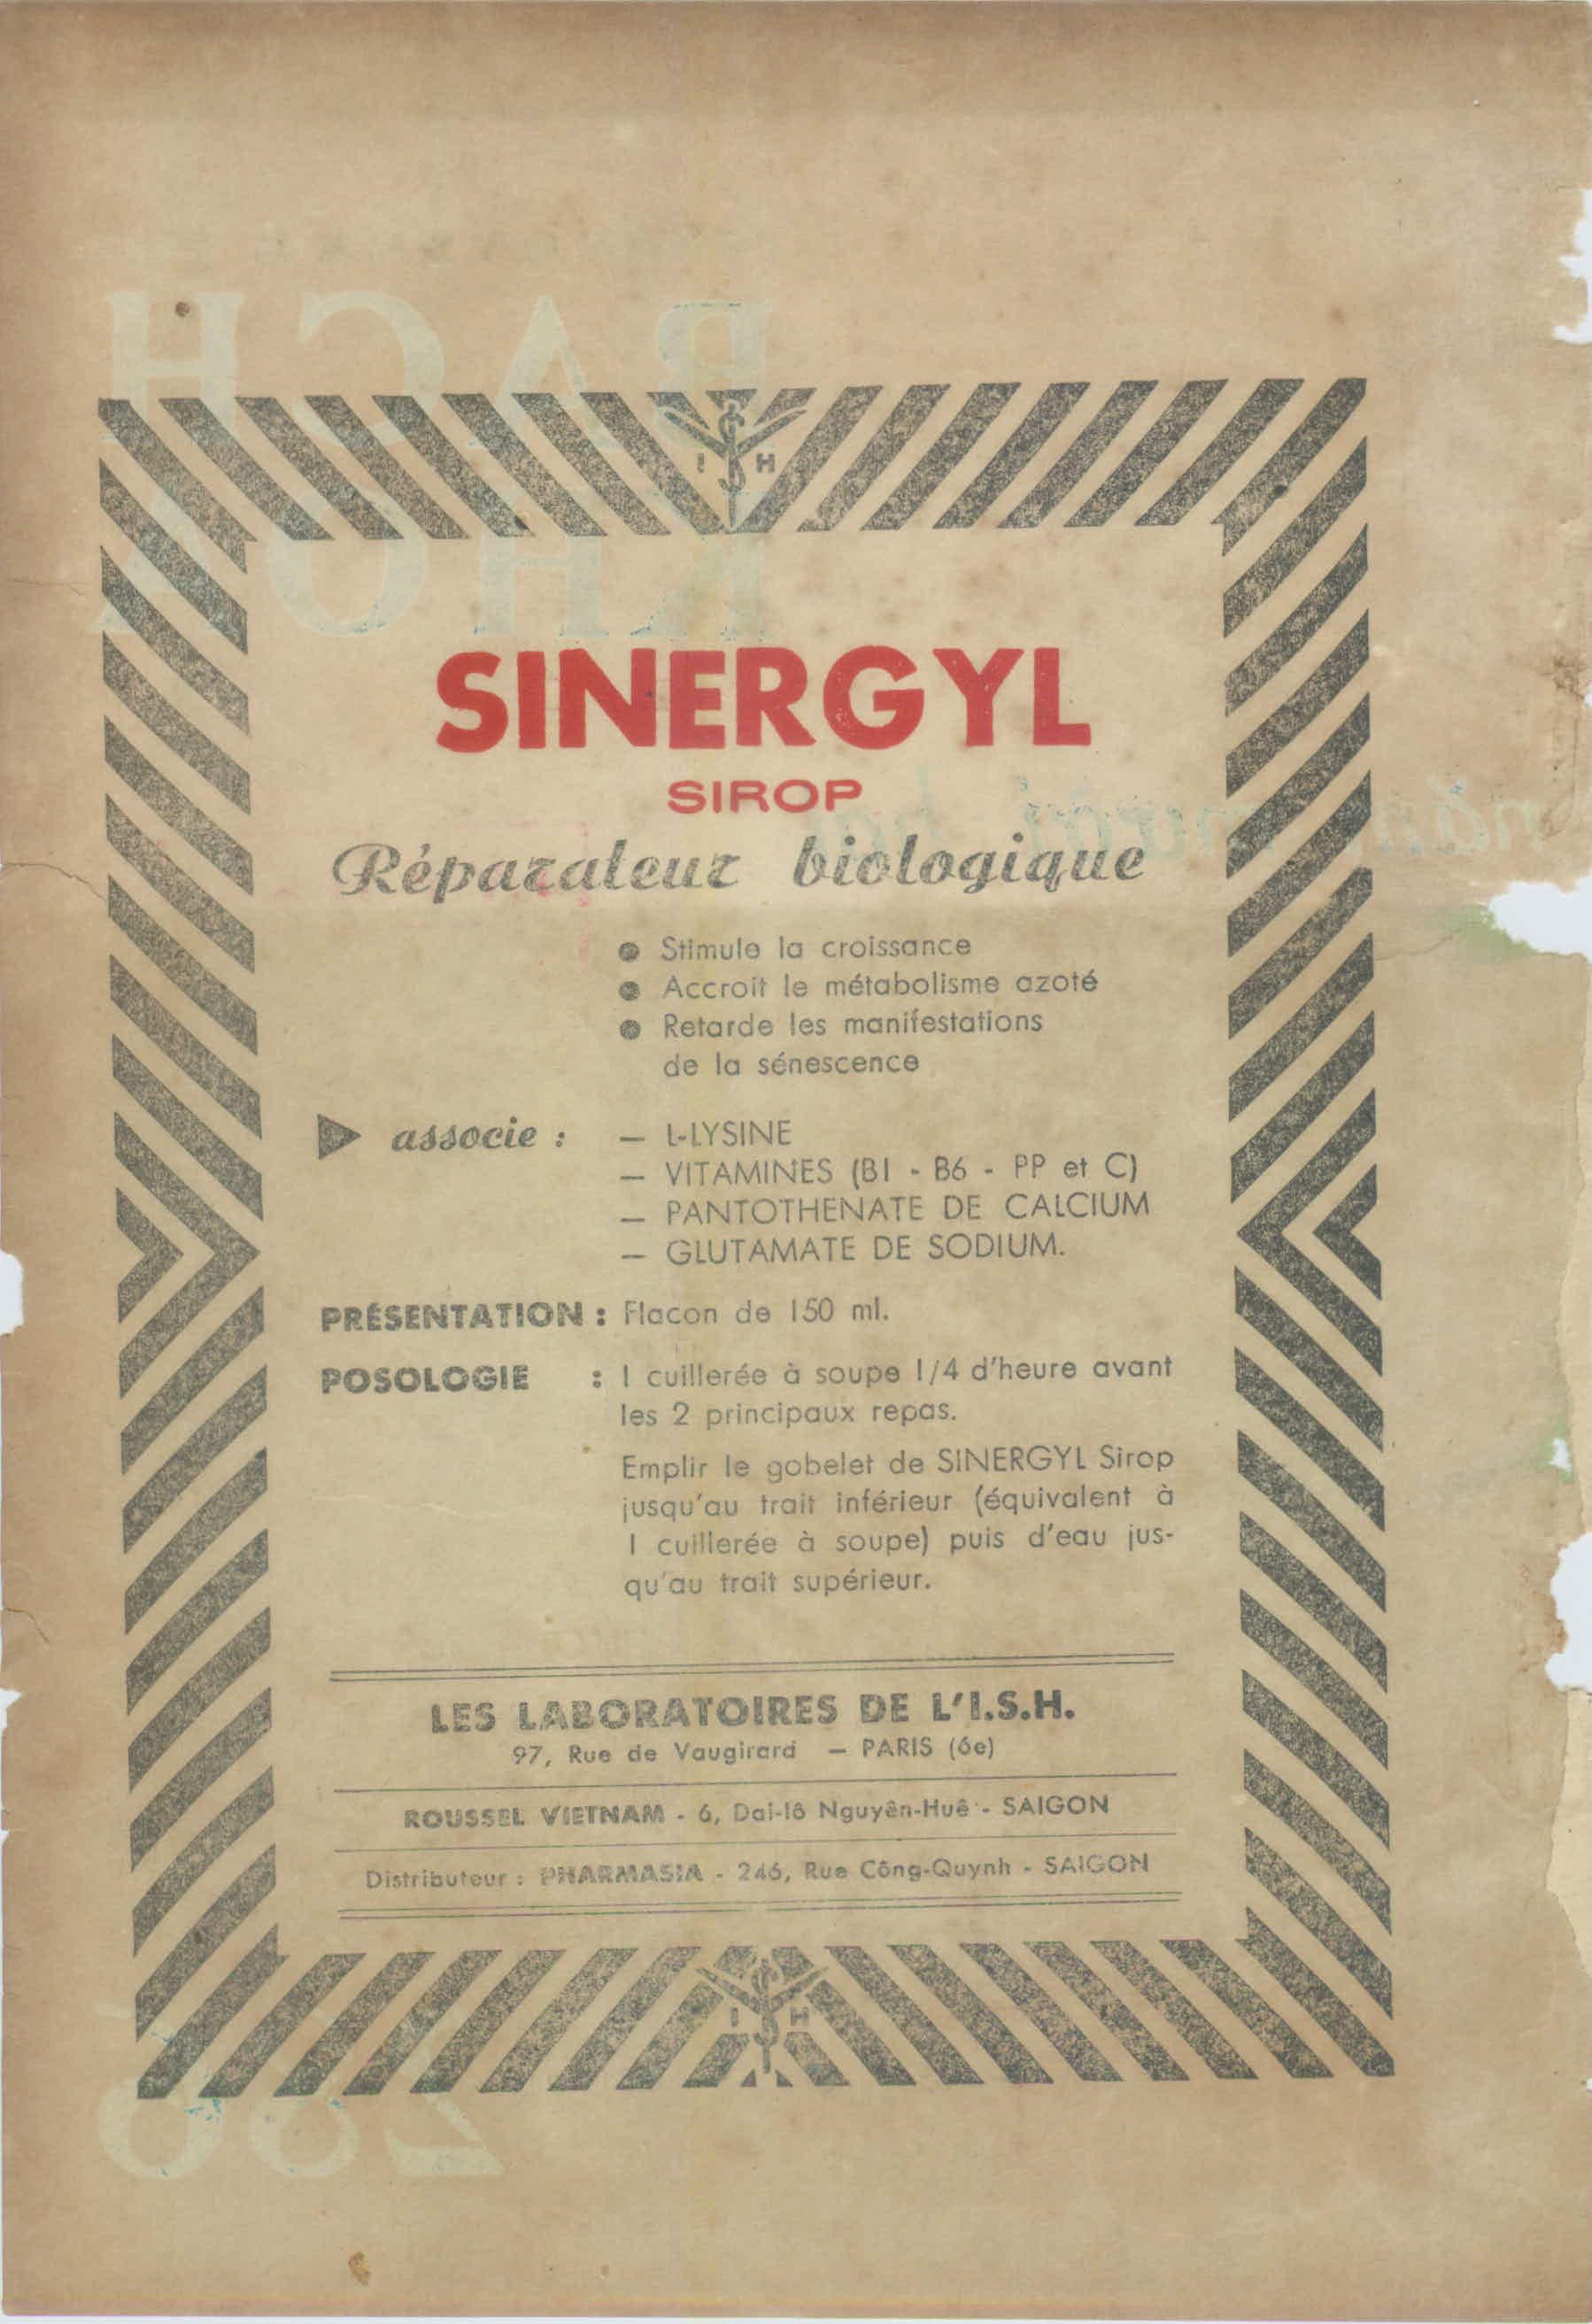 I H
SINERGYL
SIROP
Réparateur biologique
● Stimule la croissance
● Accroit le métabolisme azoté
● Retarde les manifestations
de la sénescence
► associe : — L-LYSINE
— VITAMINES (B1 - B6 - PP et C)
— PANTOTHENATE DE CALCIUM
— GLUTAMATE DE SODIUM.
PRÉSENTATION : Flacon de 150 ml.
POSOLOGIE : 1 cuillerée à soupe 1/4 d'heure avant
les 2 principaux repas.
Emplir le gobelet de SINERGYL Sirop
jusqu'au trait inférieur (équivalent à
1 cuillerée à soupe) puis d'eau jus-
qu'au trait supérieur.
LES LABORATOIRES DE L'I.S.H.
97, Rue de Vaugirard — PARIS (6e)
ROUSSEL VIETNAM - 6, Dai-lô Nguyên-Huê - SAIGON
Distributeur : PHARMASIA - 246, Rue Công-Quynh - SAIGON
I H